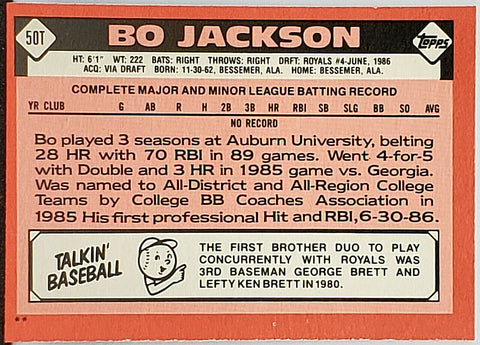 50T
BO JACKSON
topps
HT: 6'1" WT: 222 BATS: RIGHT THROWS: RIGHT DRFT: ROYALS #4-JUNE, 1986
ACQ: VIA DRAFT BORN: 11-30-62, BESSEMER, ALA. HOME: BESSEMER, ALA.
COMPLETE MAJOR AND MINOR LEAGUE BATTING RECORD
YR CLUB G AB R H 2B 3B HR RBI SB SLG BB SO AVG
NO RECORD
Bo played 3 seasons at Auburn University, belting
28 HR with 70 RBI in 89 games. Went 4-for-5
with Double and 3 HR in 1985 game vs. Georgia.
Was named to All-District and All-Region College
Teams by College BB Coaches Association in
1985 His first professional Hit and RBI, 6-30-86.
TALKIN'
BASEBALL
THE FIRST BROTHER DUO TO PLAY
CONCURRENTLY WITH ROYALS WAS
3RD BASEMAN GEORGE BRETT AND
LEFTY KEN BRETT IN 1980.
**